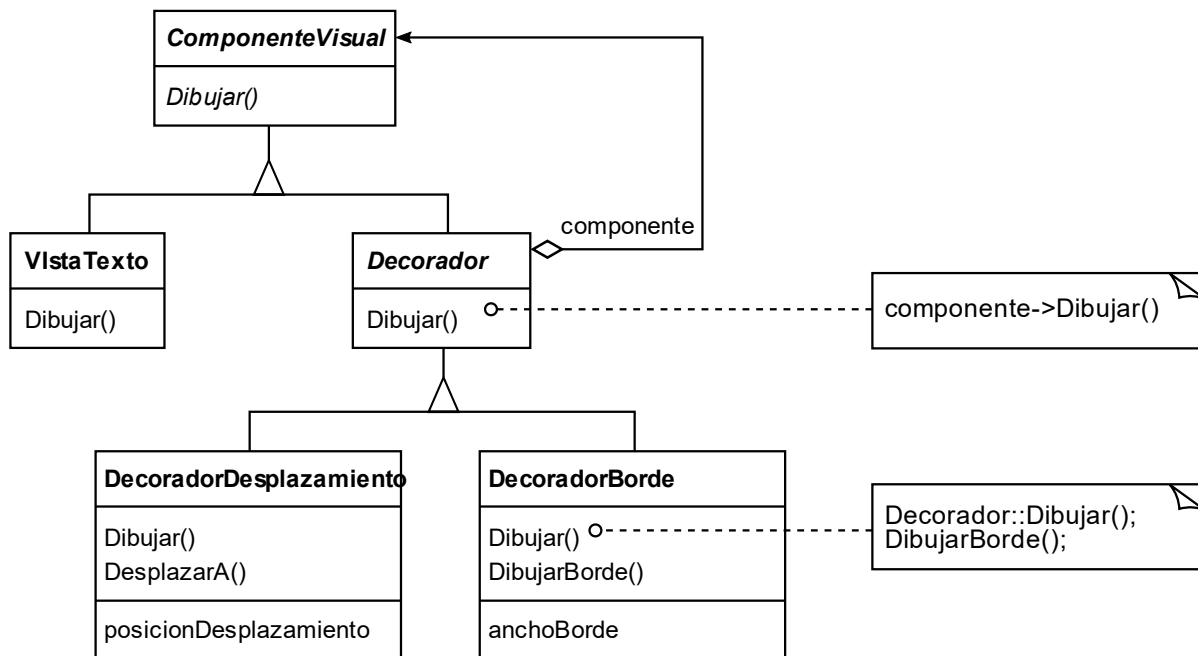 ComponenteVisual
Dibujar()
componente
VIstaTexto
Dibujar()
Decorador
Dibujar()
componente->Dibujar()
DecoradorDesplazamiento
Dibujar()
DesplazarA()
posicionDesplazamiento
DecoradorBorde
Dibujar()
DibujarBorde()
anchoBorde
Decorador::Dibujar();
DibujarBorde();